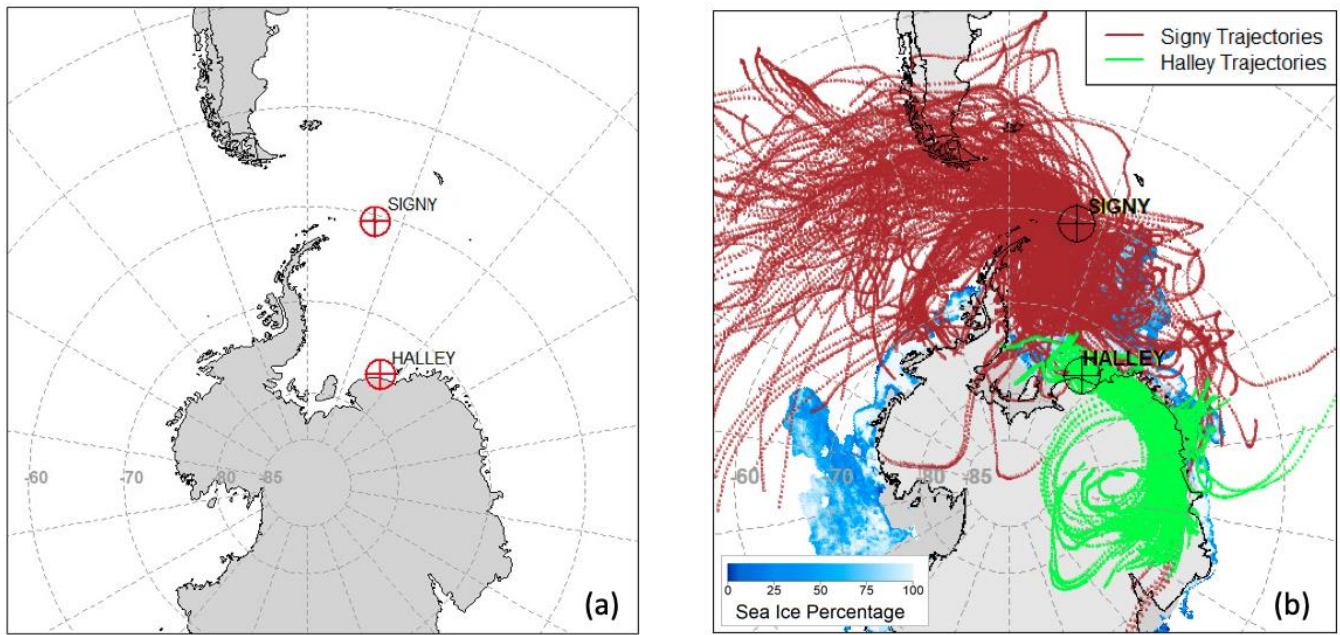 SIGNY
HALLEY
-60
-70
-80
-85
(a)
Signy Trajectories
Halley Trajectories
SIGNY
HALLEY
-60
-70
-80
-85
0
25
50
75
100
Sea Ice Percentage
(b)